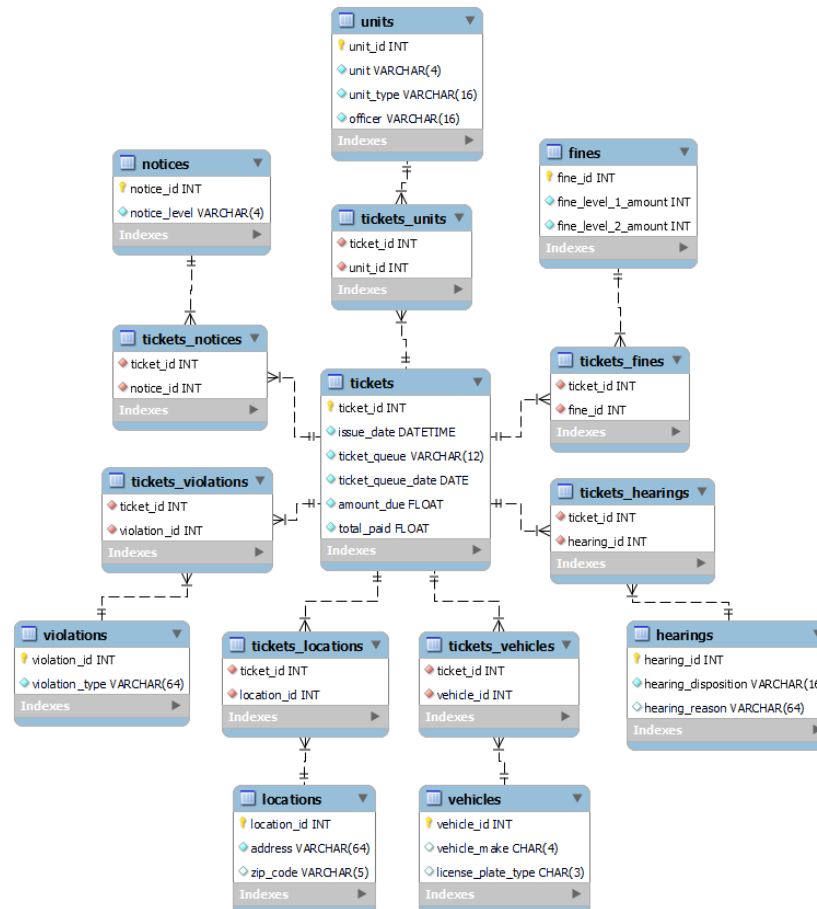 units
unit_id INT
unit VARCHAR(4)
unit_type VARCHAR(16)
officer VARCHAR(16)
Indexes
notices
notice_id INT
notice_level VARCHAR(4)
Indexes
fines
fine_id INT
fine_level_1_amount INT
fine_level_2_amount INT
Indexes
tickets_units
ticket_id INT
unit_id INT
Indexes
tickets_notices
ticket_id INT
notice_id INT
Indexes
tickets
ticket_id INT
issue_date DATETIME
ticket_queue VARCHAR(12)
ticket_queue_date DATE
amount_due FLOAT
total_paid FLOAT
Indexes
tickets_fines
ticket_id INT
fine_id INT
Indexes
tickets_violations
ticket_id INT
violation_id INT
Indexes
tickets_hearings
ticket_id INT
hearing_id INT
Indexes
violations
violation_id INT
violation_type VARCHAR(64)
Indexes
tickets_locations
ticket_id INT
location_id INT
Indexes
tickets_vehicles
ticket_id INT
vehicle_id INT
Indexes
hearings
hearing_id INT
hearing_disposition VARCHAR(16
hearing_reason VARCHAR(64)
Indexes
locations
location_id INT
address VARCHAR(64)
zip_code VARCHAR(5)
Indexes
vehicles
vehicle_id INT
vehicle_make CHAR(4)
license_plate_type CHAR(3)
Indexes